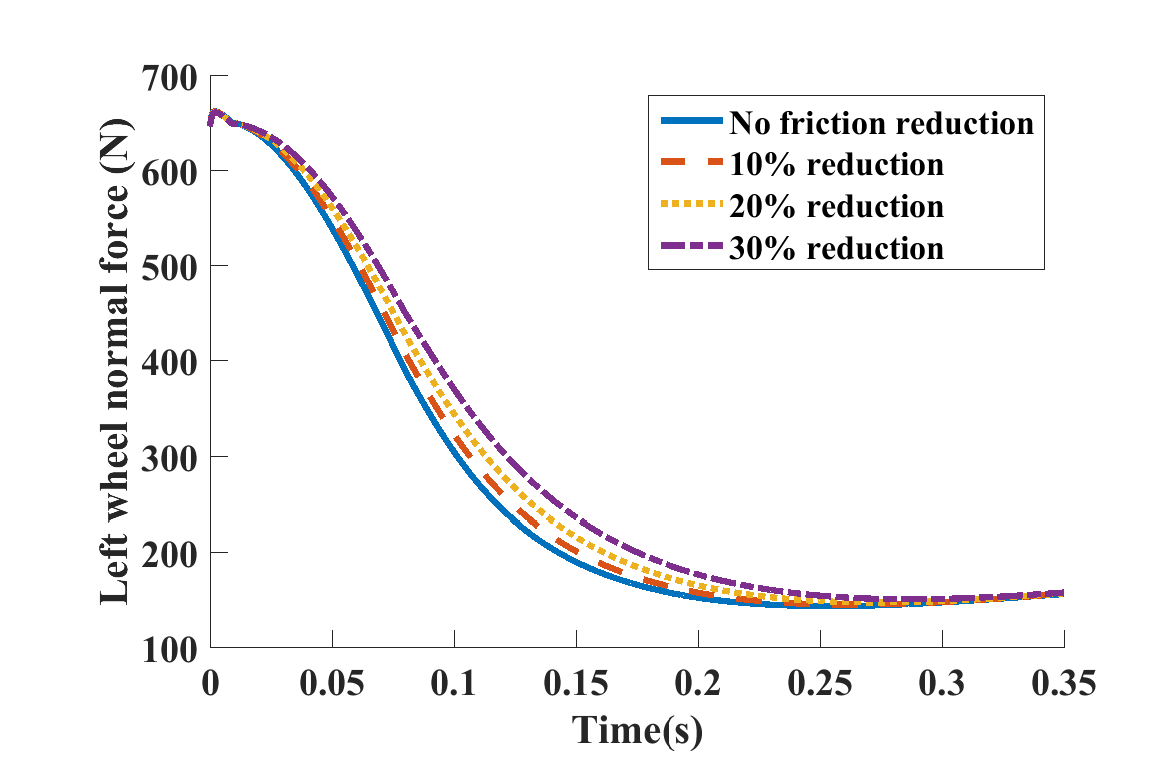 Left wheel normal force (N)
700
600
500
400
300
200
100
No friction reduction
10% reduction
20% reduction
30% reduction
0 0.05 0.1 0.15 0.2 0.25 0.3 0.35
Time(s)